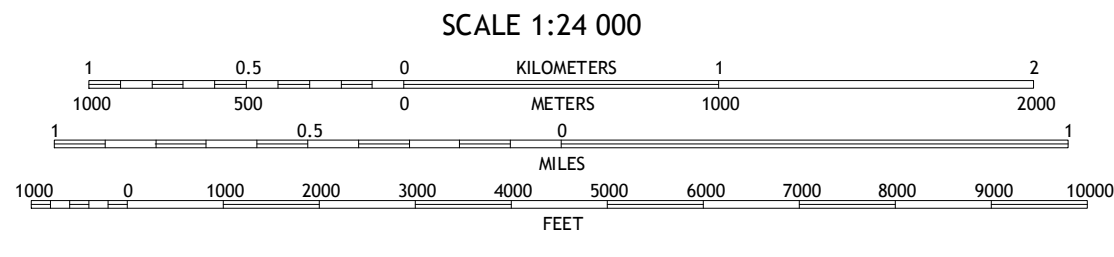 SCALE 1:24 000
1 0.5 0 KILOMETERS 1 2
1000 500 0 METERS 1000 2000
1 0.5 0 1
MILES
1000 0 1000 2000 3000 4000 5000 6000 7000 8000 9000 10000
FEET